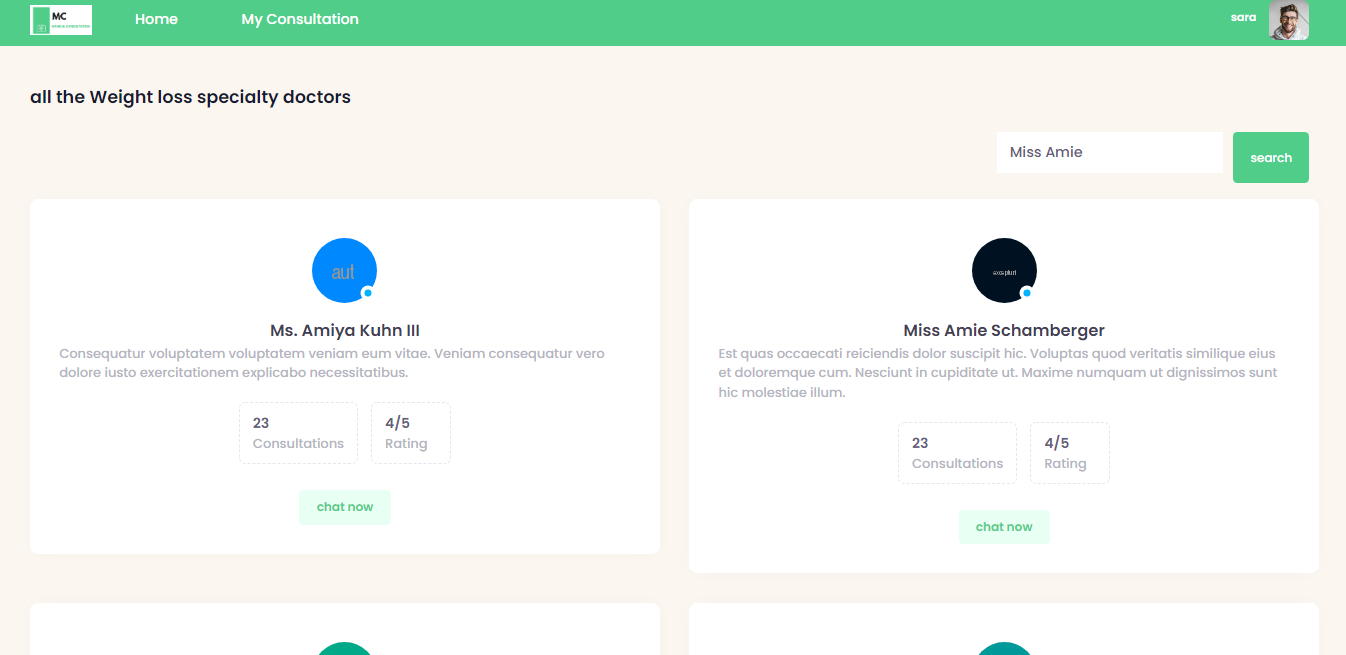 MC
Home
My Consultation
sara
all the Weight loss specialty doctors
Miss Amie
search
aut
excepturi
Ms. Amiya Kuhn III
Consequatur voluptatem voluptatem veniam eum vitae. Veniam consequatur vero
dolore iusto exercitationem explicabo necessitatibus.
23
4/5
Consultations
Rating
chat now
Miss Amie Schamberger
Est quas occaecati reiciendis dolor suscipit hic. Voluptas quod veritatis similique eius
et doloremque cum. Nesciunt in cupiditate ut. Maxime numquam ut dignissimos sunt
hic molestiae illum.
23
4/5
Consultations
Rating
chat now